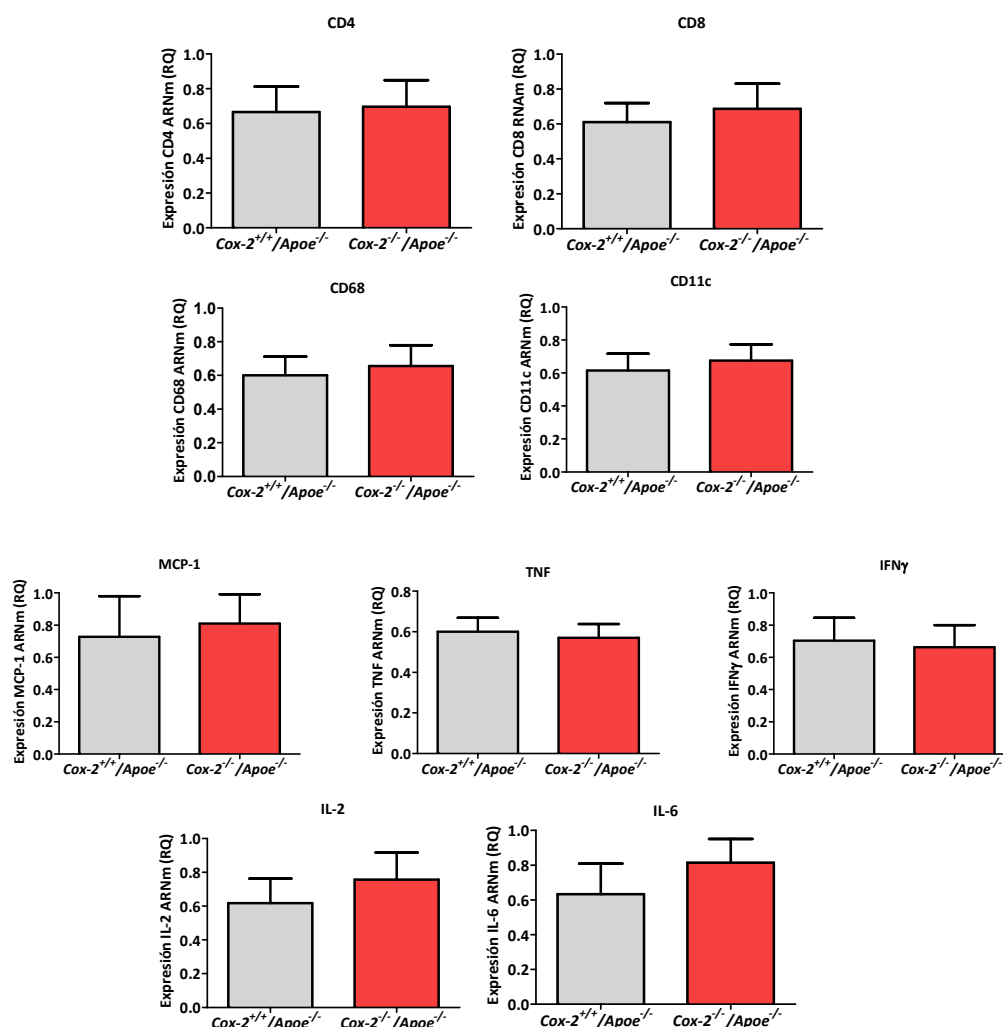 CD4
Expresión CD4 ARNm (RQ)
1.0
0.8
0.6
0.4
0.2
0.0
Cox-2+/+/Apoe-/- Cox-2-/-/Apoe-/-
CD8
Expresión CD8 RNAm (RQ)
1.0
0.8
0.6
0.4
0.2
0.0
Cox-2+/+/Apoe-/- Cox-2-/-/Apoe-/-
CD68
Expresión CD68 ARNm (RQ)
1.0
0.8
0.6
0.4
0.2
0.0
Cox-2+/+/Apoe-/- Cox-2-/-/Apoe-/-
CD11c
Expresión CD11c ARNm (RQ)
1.0
0.8
0.6
0.4
0.2
0.0
Cox-2+/+/Apoe-/- Cox-2-/-/Apoe-/-
MCP-1
Expresión MCP-1 ARNm (RQ)
1.0
0.8
0.6
0.4
0.2
0.0
Cox-2+/+/Apoe-/- Cox-2-/-/Apoe-/-
TNF
Expresión TNF ARNm (RQ)
0.8
0.6
0.4
0.2
0.0
Cox-2+/+/Apoe-/- Cox-2-/-/Apoe-/-
IFNγ
Expresión IFNγ ARNm (RQ)
1.0
0.8
0.6
0.4
0.2
0.0
Cox-2+/+/Apoe-/- Cox-2-/-/Apoe-/-
IL-2
Expresión IL-2 ARNm (RQ)
1.0
0.8
0.6
0.4
0.2
0.0
Cox-2+/+/Apoe-/- Cox-2-/-/Apoe-/-
IL-6
Expresión IL-6 ARNm (RQ)
1.0
0.8
0.6
0.4
0.2
0.0
Cox-2+/+/Apoe-/- Cox-2-/-/Apoe-/-